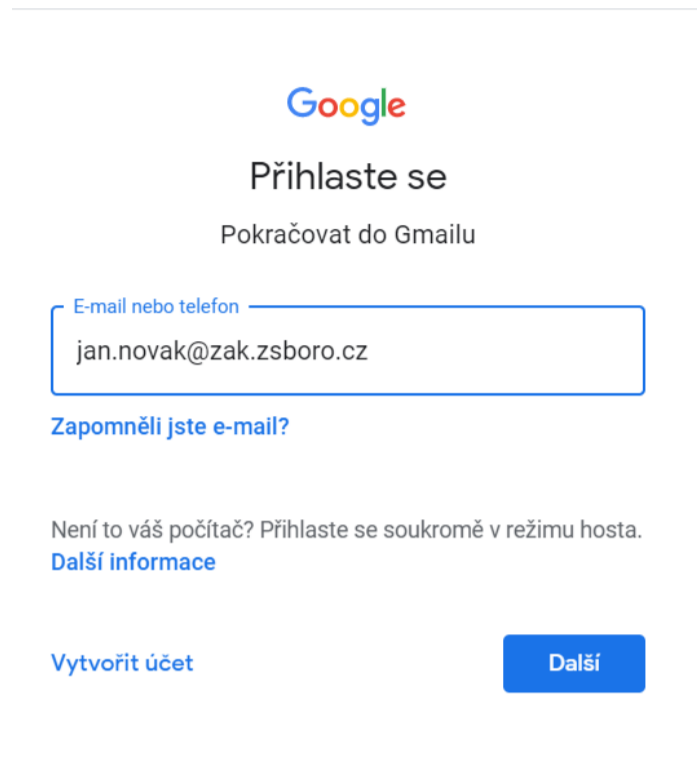 Google
Přihlaste se
Pokračovat do Gmailu
E-mail nebo telefon
jan.novak@zak.zsboro.cz
Zapomněli jste e-mail?
Není to váš počítač? Přihlaste se soukromě v režimu hosta.
Další informace
Vytvořit účet
Další